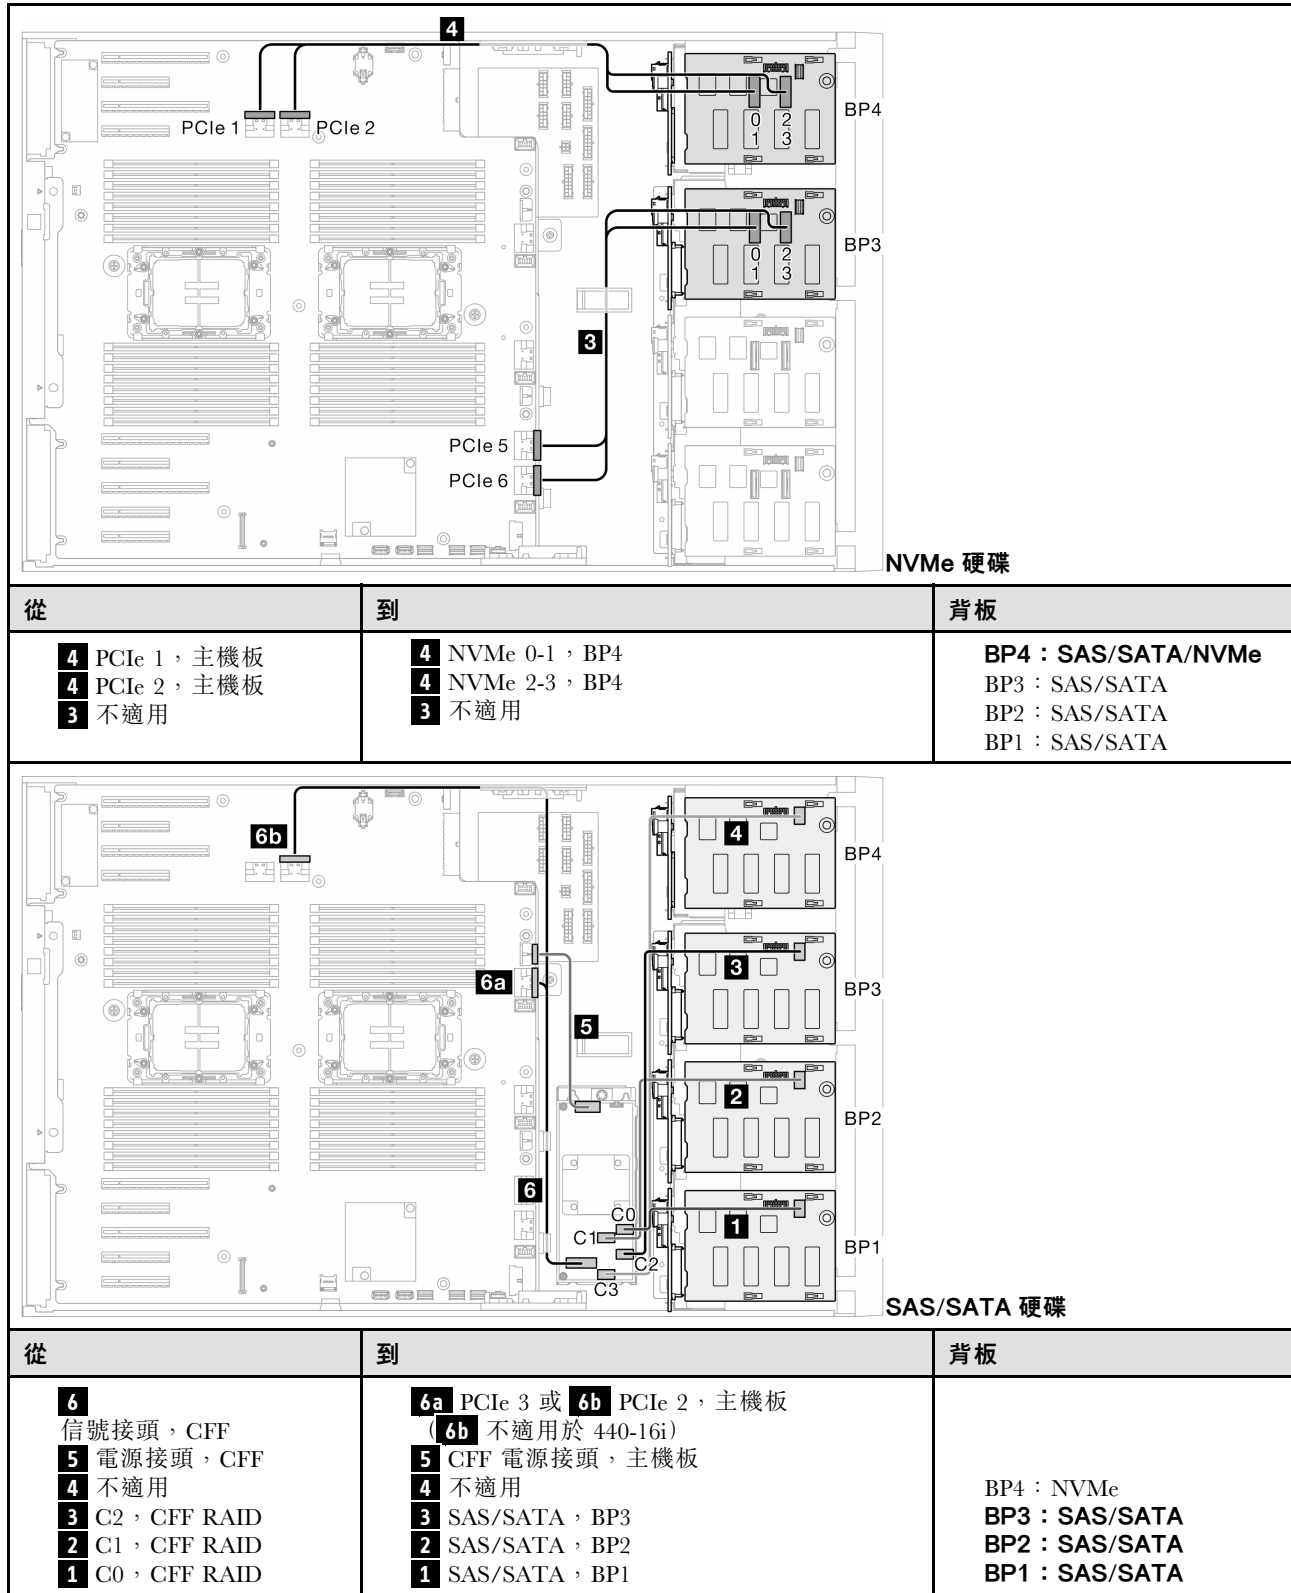 4
PCIe 1
PCIe 2
BP4
0 2
1 3
BP3
0 2
1 3
3
PCIe 5
PCIe 6
NVMe 硬碟
從
到
背板
4 PCIe 1，主機板
4 PCIe 2，主機板
3 不適用
4 NVMe 0-1，BP4
4 NVMe 2-3，BP4
3 不適用
BP4：SAS/SATA/NVMe
BP3：SAS/SATA
BP2：SAS/SATA
BP1：SAS/SATA
6b
4
BP4
6a
3
BP3
5
2
BP2
6
C0
1
C1
C2
BP1
C3
SAS/SATA 硬碟
從
到
背板
6
信號接頭，CFF
5 電源接頭，CFF
4 不適用
3 C2，CFF RAID
2 C1，CFF RAID
1 C0，CFF RAID
6a PCIe 3 或 6b PCIe 2，主機板
（6b 不適用於 440-16i）
5 CFF 電源接頭，主機板
4 不適用
3 SAS/SATA，BP3
2 SAS/SATA，BP2
1 SAS/SATA，BP1
BP4：NVMe
BP3：SAS/SATA
BP2：SAS/SATA
BP1：SAS/SATA